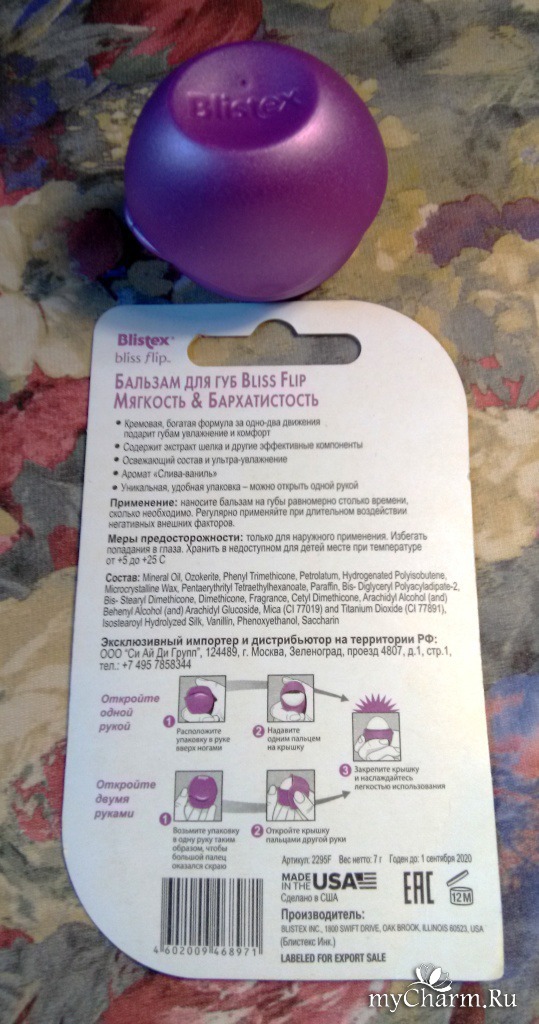 Blistex
Blistex
bliss flip™
БАЛЬЗАМ ДЛЯ ГУБ BLISS FLIP
МЯГКОСТЬ & БАРХАТИСТОСТЬ
• Кремовая, богатая формула за одно-два движения
подарит губам увлажнение и комфорт
• Содержит экстракт шелка и другие эффективные компоненты
• Освежающий состав и ультра-увлажнение
• Аромат «Слива-ваниль»
• Уникальная, удобная упаковка – можно открыть одной рукой
Применение: наносите бальзам на губы равномерно столько времени,
сколько необходимо. Регулярно применяйте при длительном воздействии
негативных внешних факторов.
Меры предосторожности: только для наружного применения. Избегать
попадания в глаза. Хранить в недоступном для детей месте при температуре
от +5 до +25 С
Состав: Mineral Oil, Ozokerite, Phenyl Trimethicone, Petrolatum, Hydrogenated Polyisobutene,
Microcrystalline Wax, Pentaerythrityl Tetraethylhexanoate, Paraffin, Bis- Diglyceryl Polyacyladipate-2,
Bis- Stearyl Dimethicone, Dimethicone, Fragrance, Cetyl Dimethicone, Arachidyl Alcohol (and)
Behenyl Alcohol (and) Arachidyl Glucoside, Mica (CI 77019) and Titanium Dioxide (CI 77891),
Isostearoyl Hydrolyzed Silk, Vanillin, Phenoxyethanol, Saccharin
Эксклюзивный импортер и дистрибьютор на территории РФ:
ООО "Си Ай Ди Групп", 124489, г. Москва, Зеленоград, проезд 4807, д.1, стр.1,
тел.: +7 495 7858344
Откройте
одной
рукой
1 Расположите
упаковку в руке
вверх ногами
2 Надавите
одним пальцем
на крышку
3 Закрепите крышку
и наслаждайтесь
легкостью использования
Откройте
двумя
руками
1 Возьмите упаковку
в одну руку таким
образом, чтобы
большой палец
оказался скраю
2 Откройте крышку
пальцами другой руки
Артикул: 2295F Вес нетто: 7 г Годен до: 1 сентября 2020
MADE
IN THE USA
Сделано в США
EAC
12M
Производитель:
BLISTEX INC., 1800 SWIFT DRIVE, OAK BROOK, ILLINOIS 60523, USA
(Блистекс Инк.)
LABELED FOR EXPORT SALE
4 602009 468971
myCharm.Ru